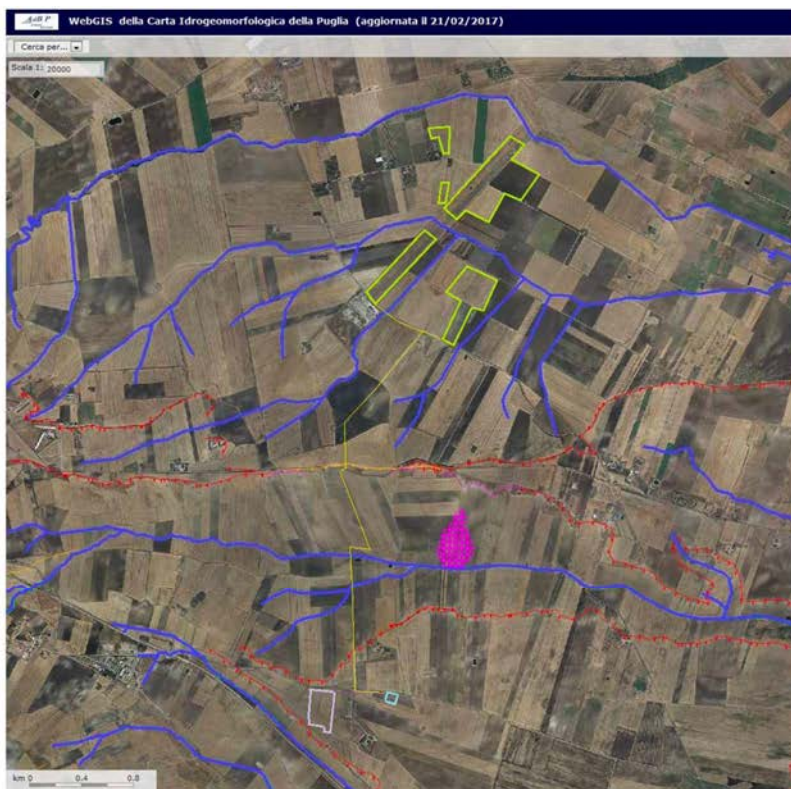 AdB P WebGIS della Carta Idrogeomorfologica della Puglia (aggiornata il 21/02/2017)
Cerca per...
Scala 1: 20000
km 0 0.4 0.8